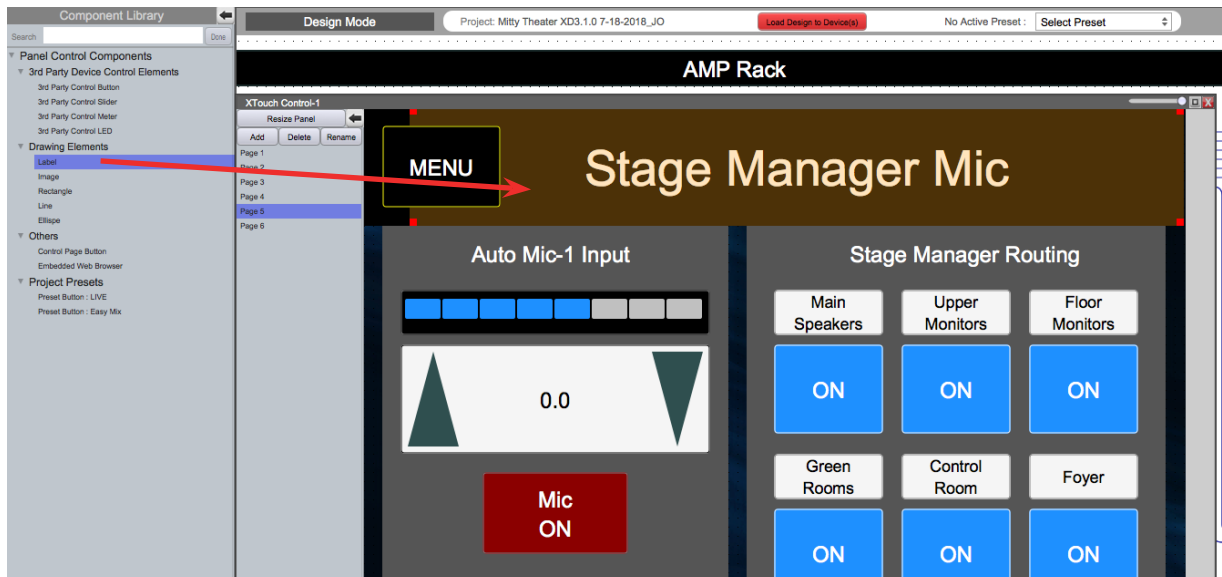 Component Library
Search
Done
Panel Control Components
3rd Party Device Control Elements
3rd Party Control Button
3rd Party Control Slider
3rd Party Control Meter
3rd Party Control LED
Drawing Elements
Label
Image
Rectangle
Line
Ellispe
Others
Control Page Button
Embedded Web Browser
Project Presets
Preset Button : LIVE
Preset Button : Easy Mix
Design Mode
Project: Mitty Theater XD3.1.0 7-18-2018_JO
Load Design to Device(s)
No Active Preset :
Select Preset
AMP Rack
XTouch Control-1
Resize Panel
Add Delete Rename
Page 1
Page 2
Page 3
Page 4
Page 5
Page 6
MENU
Stage Manager Mic
Auto Mic-1 Input
0.0
Mic
ON
Stage Manager Routing
Main
Speakers
Upper
Monitors
Floor
Monitors
ON ON ON
Green
Rooms
Control
Room
Foyer
ON ON ON